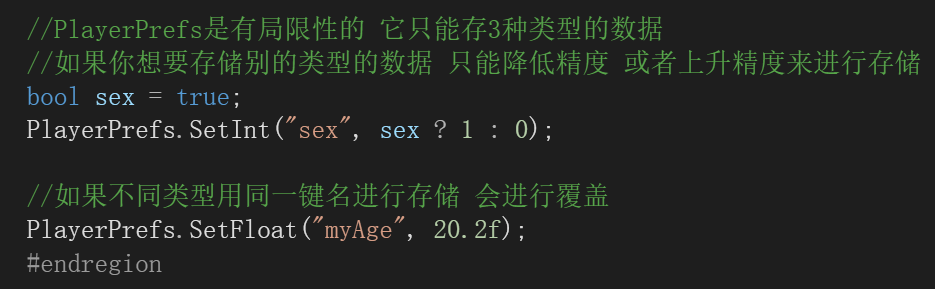 //PlayerPrefs是有局限性的 它只能存3种类型的数据
//如果你想要存储别的类型的数据 只能降低精度 或者上升精度来进行存储
bool sex = true;
PlayerPrefs.SetInt("sex", sex ? 1 : 0);
//如果不同类型用同一键名进行存储 会进行覆盖
PlayerPrefs.SetFloat("myAge", 20.2f);
#endregion